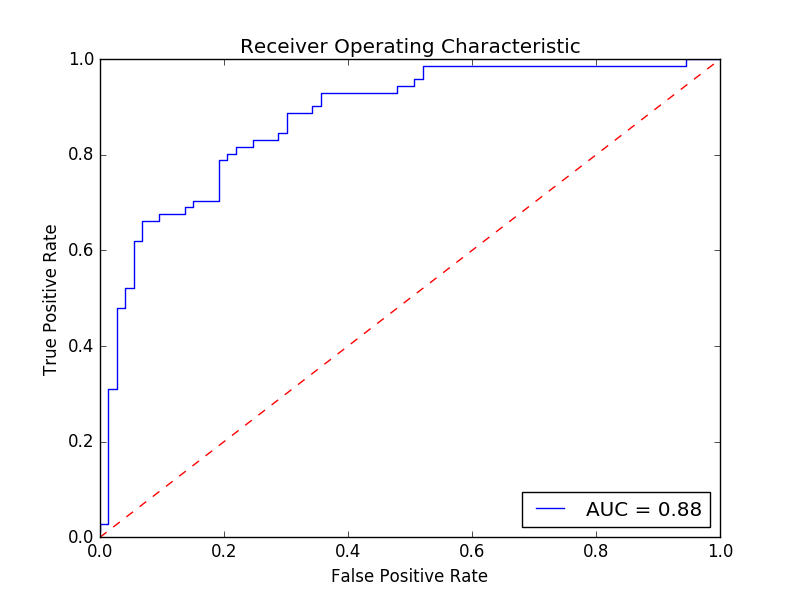 Receiver Operating Characteristic
1.0
0.8
0.6
0.4
0.2
0.0
True Positive Rate
AUC = 0.88
0.0 0.2 0.4 0.6 0.8 1.0
False Positive Rate